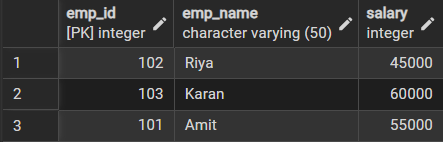 emp_id emp_name salary
[PK] integer character varying (50) integer
1 102 Riya 45000
2 103 Karan 60000
3 101 Amit 55000